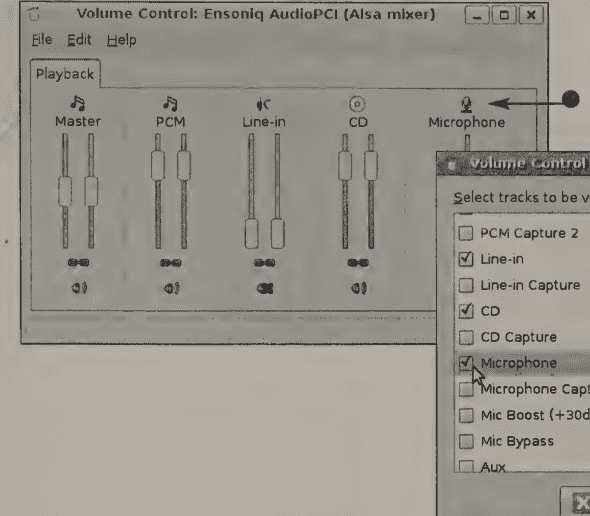 Volume Control: Ensoniq AudioPCI (Alsa mixer)
File Edit Help
Playback
Master PCM Line-in CD Microphone
Volume Control
Select tracks to be v
PCM Capture 2
Line-in
Line-in Capture
CD
CD Capture
Microphone
Microphone Capt
Mic Boost (+30d
Mic Bypass
Aux